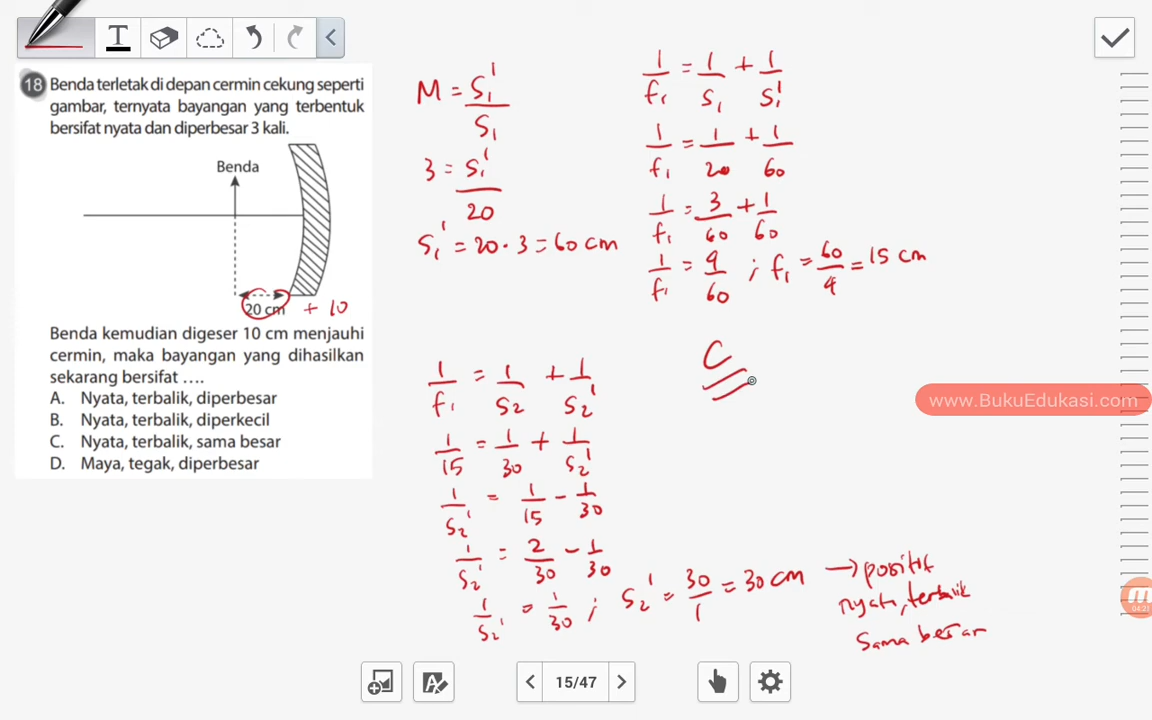 T
18 Benda terletak di depan cermin cekung seperti
gambar, ternyata bayangan yang terbentuk
bersifat nyata dan diperbesar 3 kali.
Benda
20 cm + 10
Benda kemudian digeser 10 cm menjauhi
cermin, maka bayangan yang dihasilkan
sekarang bersifat ....
A. Nyata, terbalik, diperbesar
B. Nyata, terbalik, diperkecil
C. Nyata, terbalik, sama besar
D. Maya, tegak, diperbesar
M = S₁'/S₁
3 = S₁'/20
S₁' = 20 · 3 = 60 cm
1/f₁ = 1/S₁ + 1/S₁'
1/f₁ = 1/20 + 1/60
1/f₁ = 3/60 + 1/60
1/f₁ = 4/60 ; f₁ = 60/4 = 15 cm
1/f₁ = 1/S₂ + 1/S₂'
1/15 = 1/30 + 1/S₂'
1/S₂' = 1/15 - 1/30
1/S₂' = 2/30 - 1/30
1/S₂' = 1/30 ; S₂' = 30/1 = 30 cm
→ positif
nyata, terbalik
Sama besar
C
www.BukuEdukasi.com
04:21
15/47